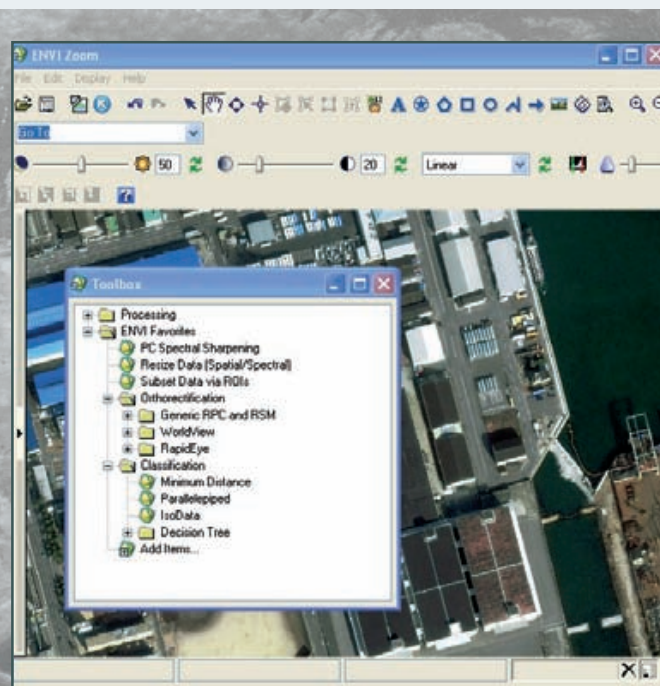 ENVI Zoom
File Edit Display Help
Go To
50
20
Linear
Toolbox
Processing
ENVI Favorites
PC Spectral Sharpening
Resize Data (Spatial/Spectral)
Subset Data via ROIs
Orthorectification
Generic RPC and RSM
WorldView
RapidEye
Classification
Minimum Distance
Parallelepiped
IsoData
Decision Tree
Add Items...